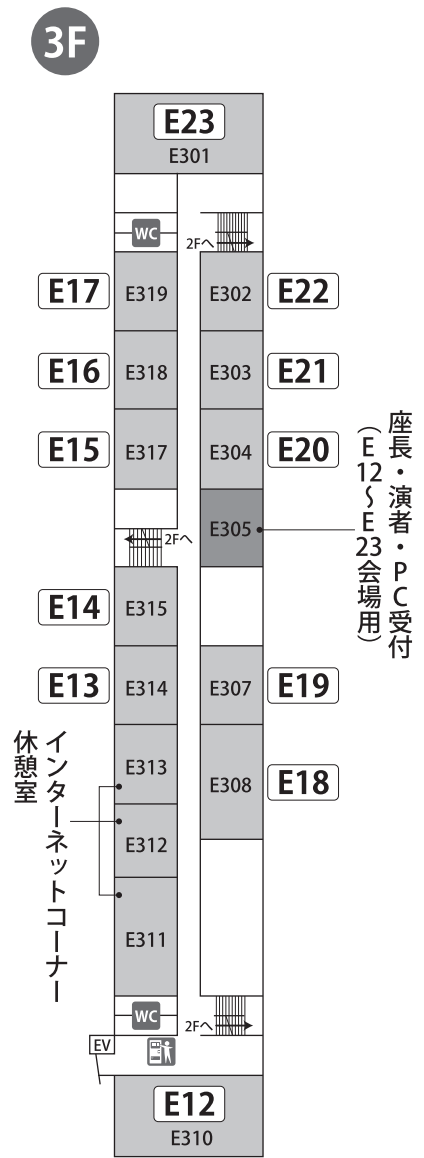 3F
E23
E301
WC
2Fへ
E17
E319
E302
E22
E16
E318
E303
E21
E15
E317
E304
E20
E305
座長・演者・PC受付
（E12～E23会場用）
2Fへ
E14
E315
E13
E314
E307
E19
E313
E308
E18
インターネットコーナー
休憩室
E312
E311
WC
2Fへ
EV
E12
E310